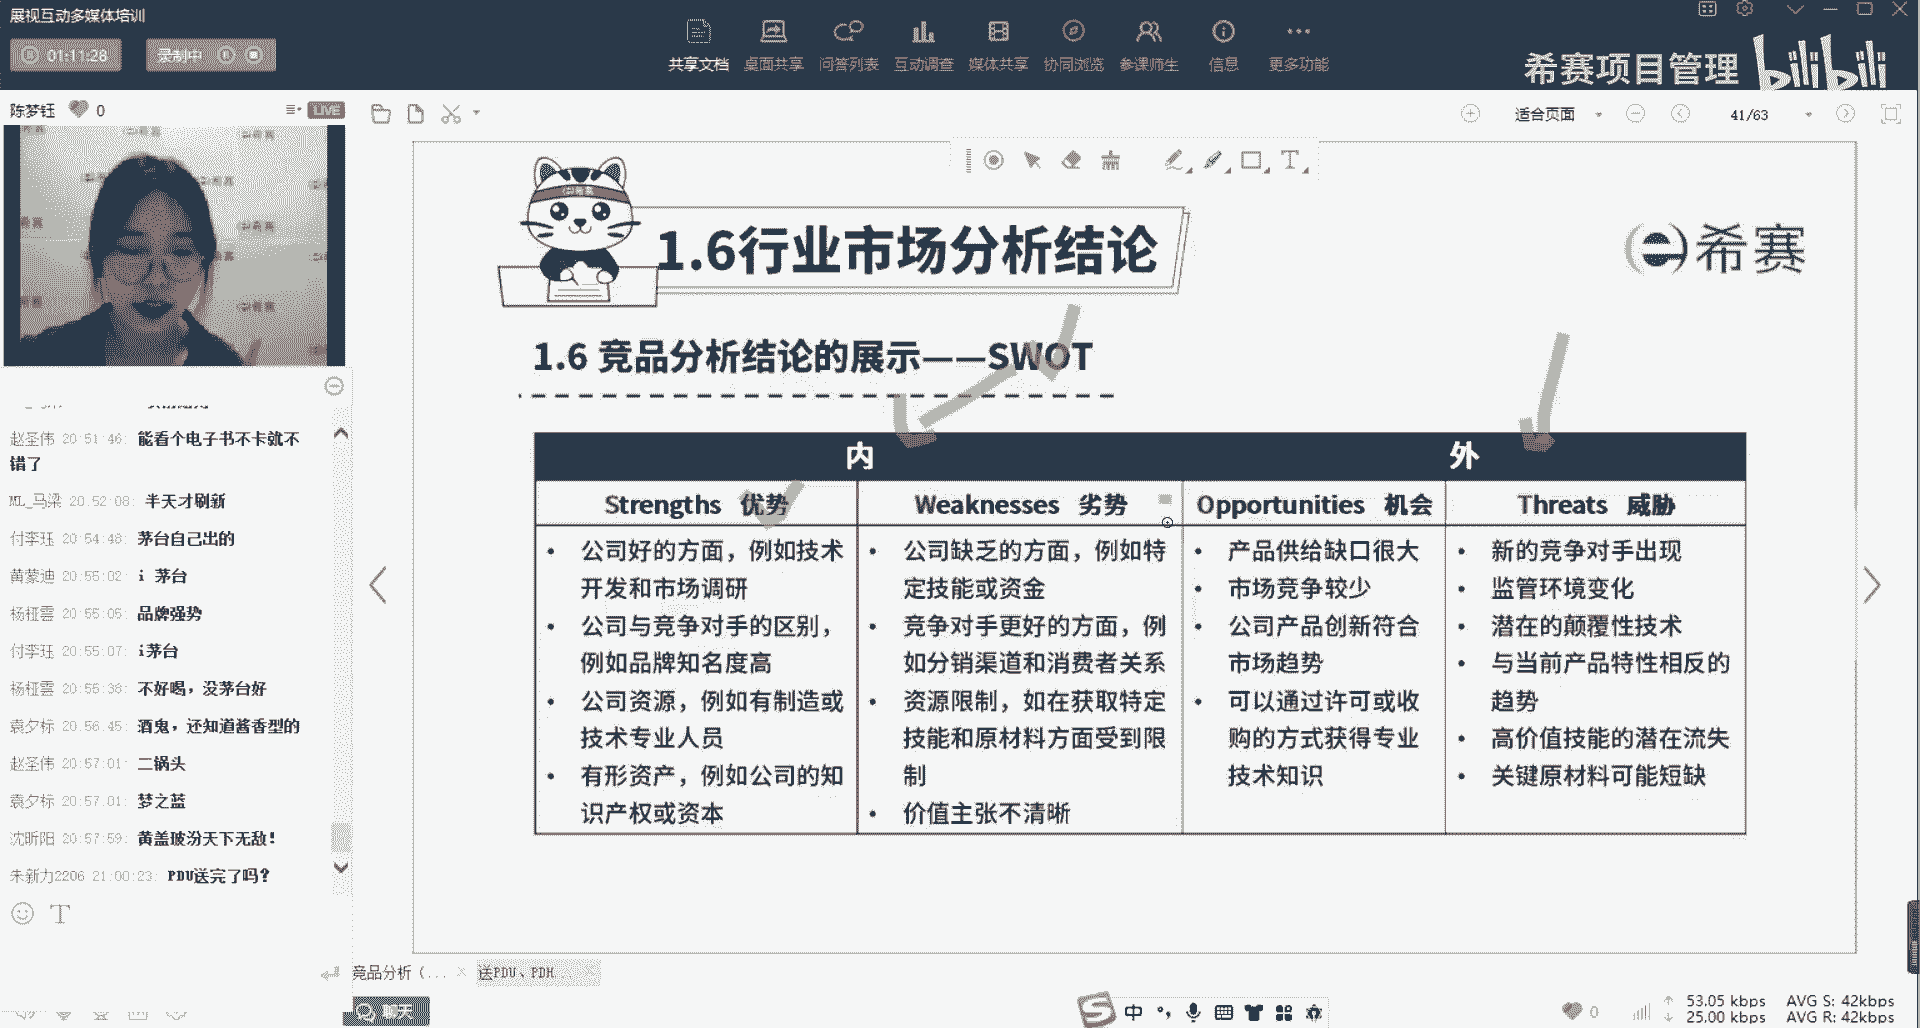 展视互动多媒体培训
01:11:28
录制中
共享文档 桌面共享 问答列表 互动调查 媒体共享 协同浏览 参课师生 信息 更多功能
希赛项目管理 bilibili
陈梦钰 0 LIVE
适合页面 41/63
希赛
1.6行业市场分析结论
1.6 竞品分析结论的展示——SWOT
内 外
Strengths 优势
• 公司好的方面，例如技术
开发和市场调研
• 公司与竞争对手的区别，
例如品牌知名度高
• 公司资源，例如有制造或
技术专业人员
• 有形资产，例如公司的知
识产权或资本
Weaknesses 劣势
• 公司缺乏的方面，例如特
定技能或资金
• 竞争对手更好的方面，例
如分销渠道和消费者关系
• 资源限制，如在获取特定
技能和原材料方面受到限
制
• 价值主张不清晰
Opportunities 机会
• 产品供给缺口很大
• 市场竞争较少
• 公司产品创新符合
市场趋势
• 可以通过许可或收
购的方式获得专业
技术知识
Threats 威胁
• 新的竞争对手出现
• 监管环境变化
• 潜在的颠覆性技术
• 与当前产品特性相反的
趋势
• 高价值技能的潜在流失
• 关键原材料可能短缺
赵圣伟 20:51:46: 能看个电子书不卡就不
错了
ML_马梁 20:52:08: 半天才刷新
付李珏 20:54:48: 茅台自己出的
黄蒙迪 20:55:02: i 茅台
杨桠雲 20:55:05: 品牌强势
付李珏 20:55:07: i茅台
杨桠雲 20:55:38: 不好喝，没茅台好
袁夕标 20:56:45: 酒鬼，还知道酱香型的
赵圣伟 20:57:01: 二锅头
袁夕标 20:57:01: 梦之蓝
沈昕阳 20:57:59: 黄盖玻汾天下无敌！
朱新力2206 21:00:23: PDU送完了吗？
竞品分析（... 送PDU、PDH
聊天
中
0
53.05 kbps AVG S: 42kbps
25.00 kbps AVG R: 42kbps